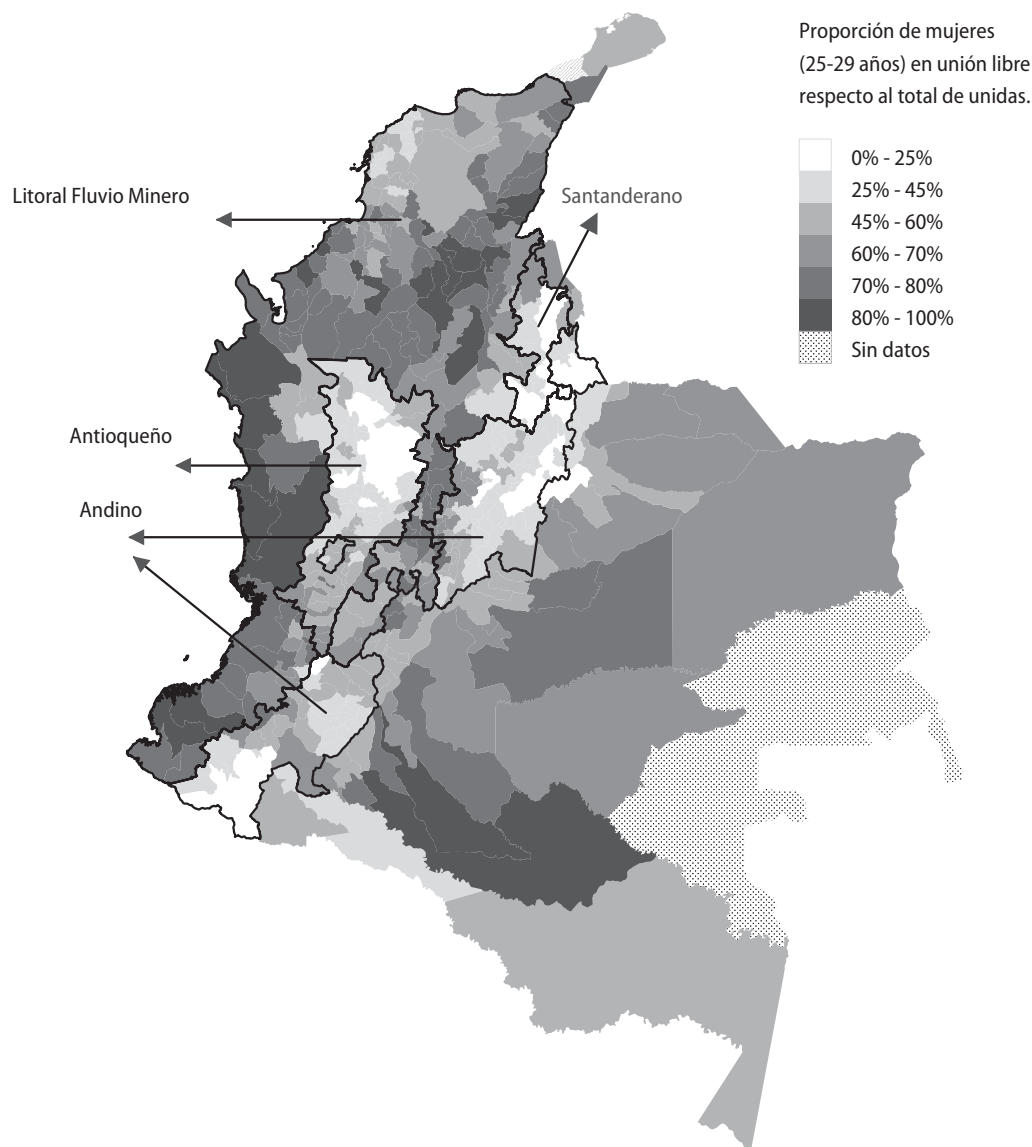 Proporción de mujeres
(25-29 años) en unión libre
respecto al total de unidas.
0% - 25%
25% - 45%
45% - 60%
60% - 70%
70% - 80%
80% - 100%
Sin datos
Litoral Fluvio Minero
Santanderano
Antioqueño
Andino